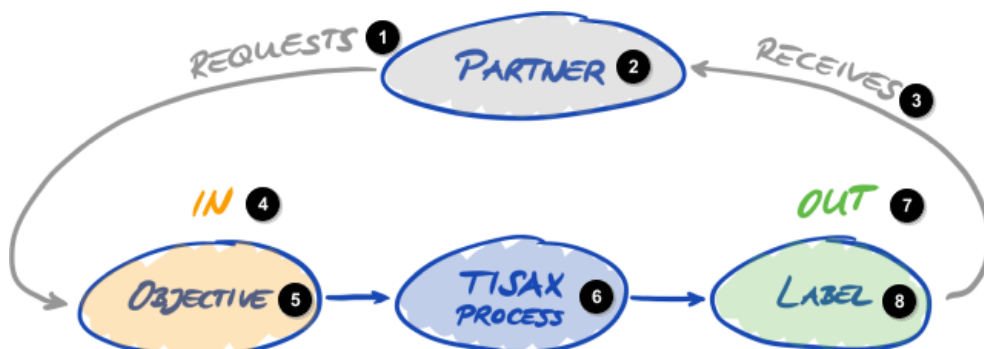 REQUESTS 1
PARTNER 2
RECEIVES 3
IN 4
OUT 7
OBJECTIVE 5
TISAX
PROCESS 6
LABEL 8